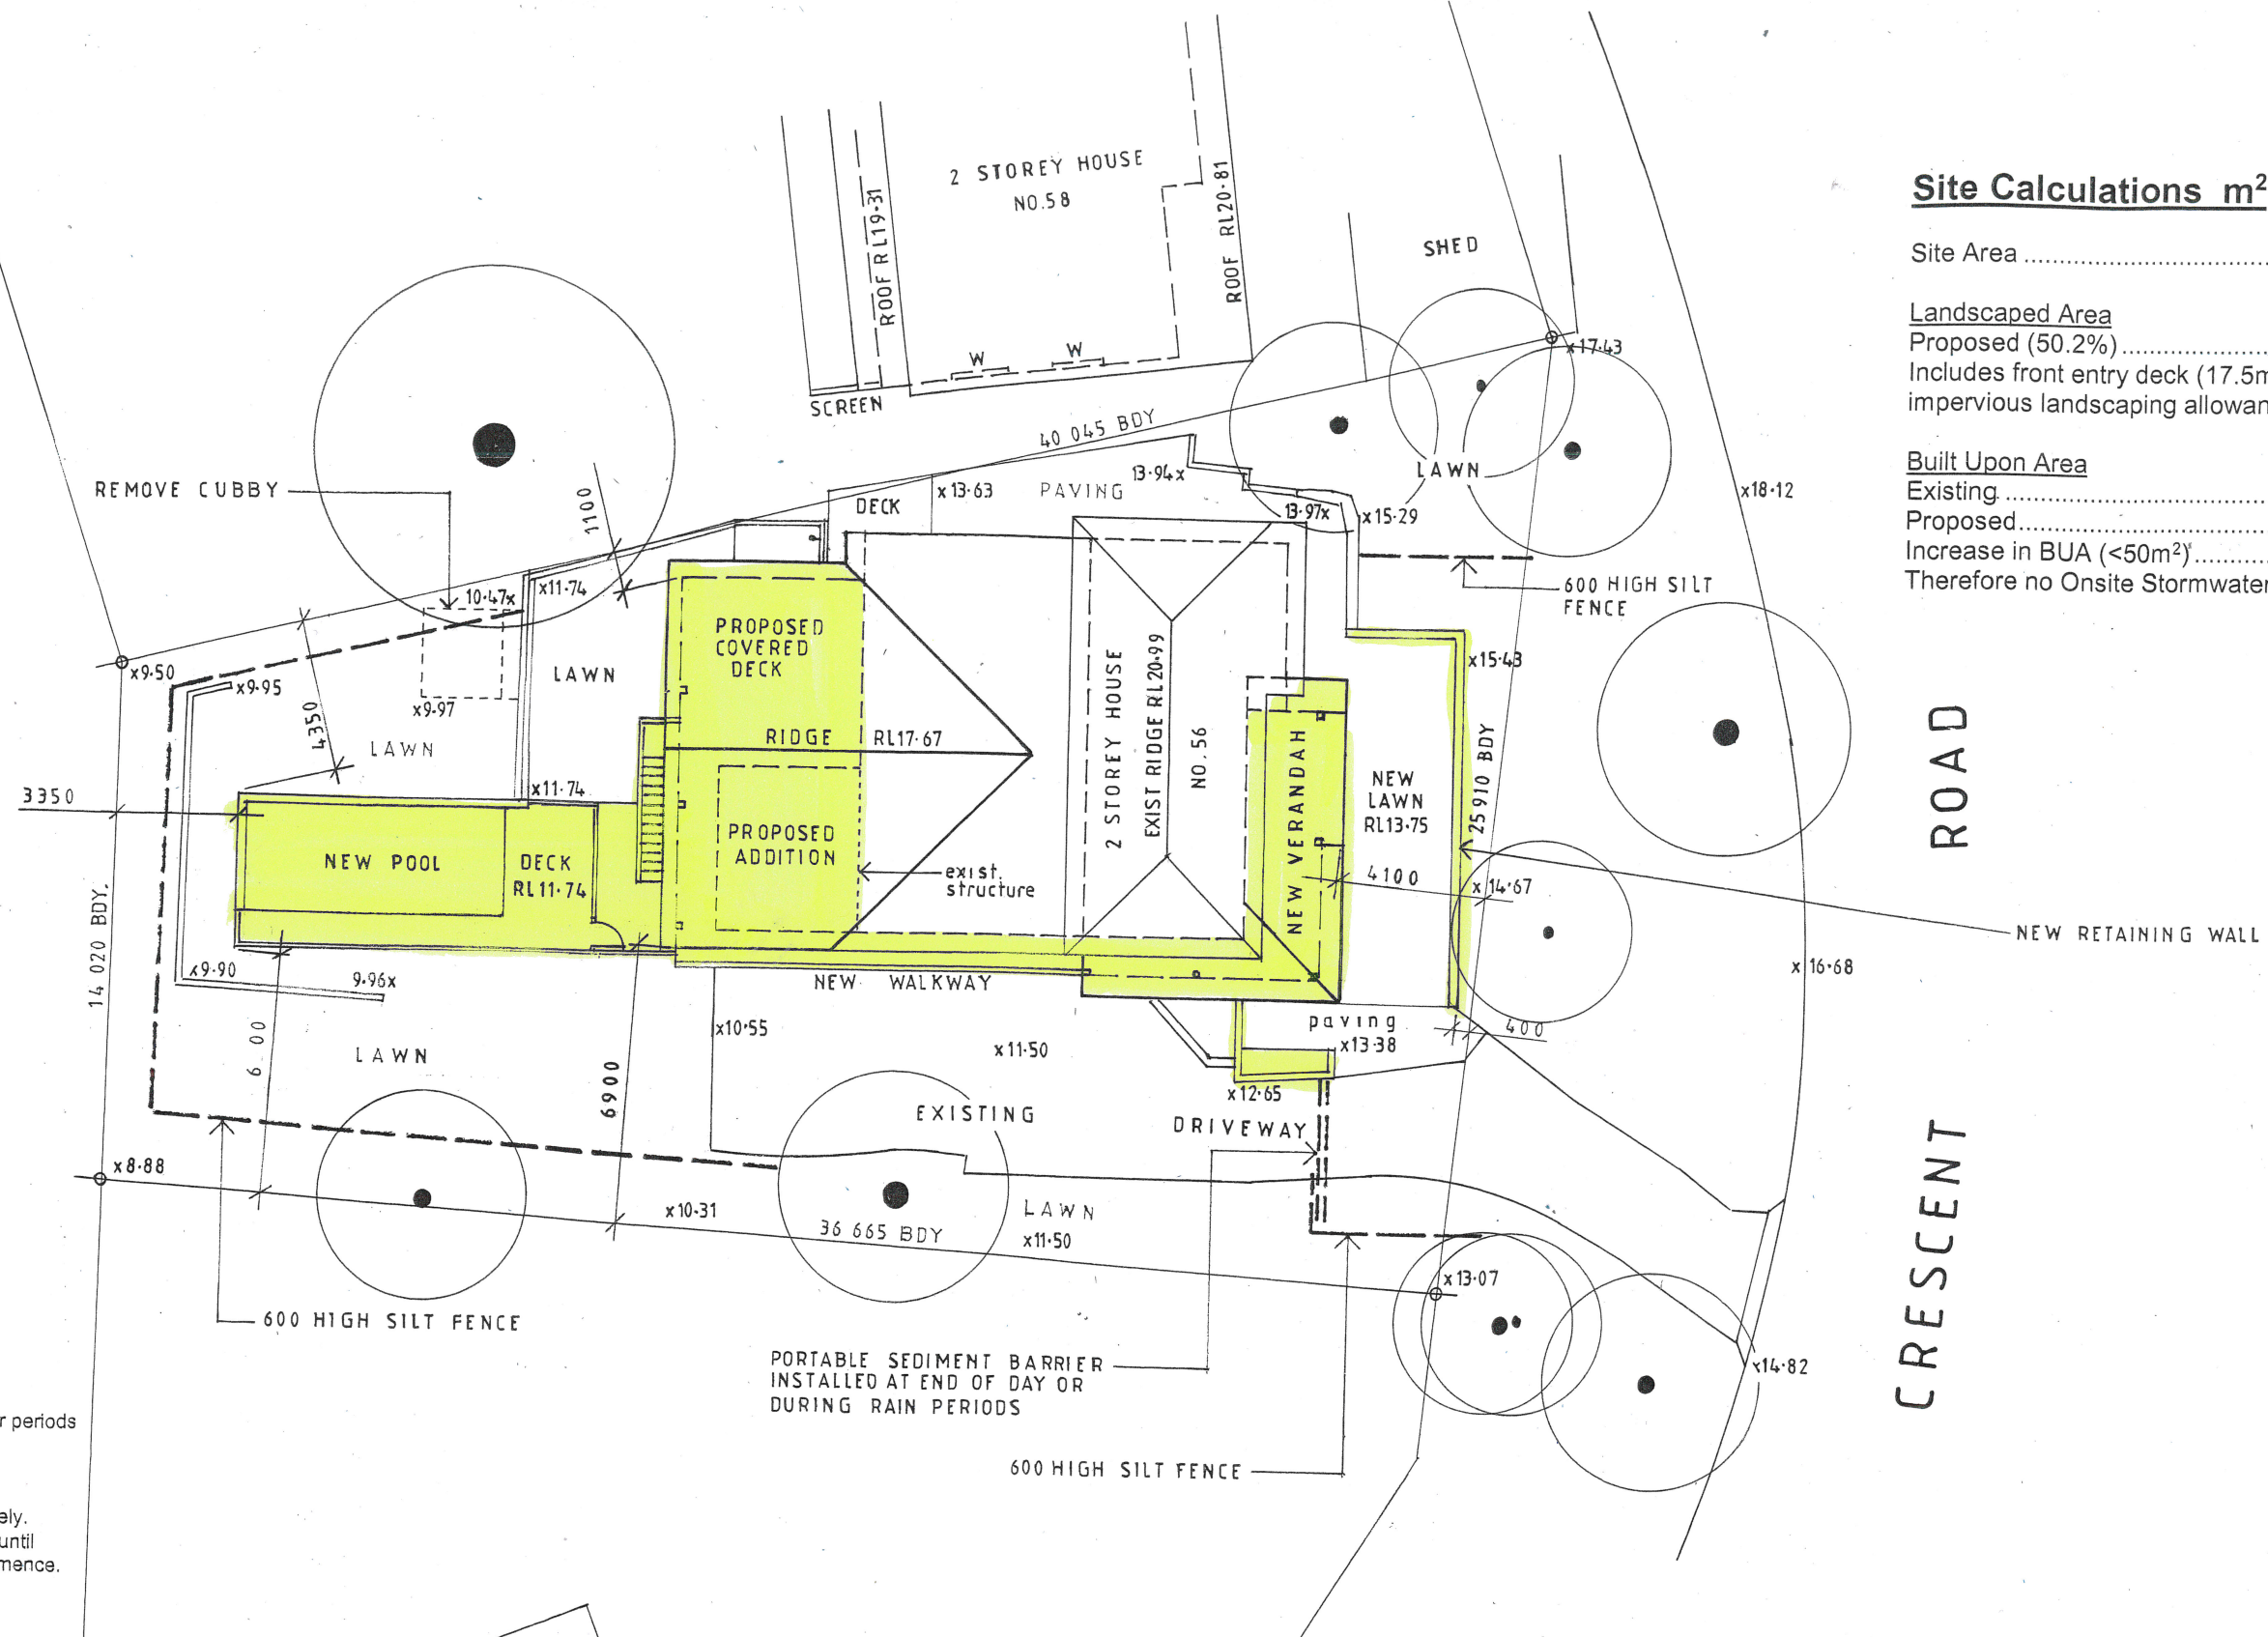 2 STOREY HOUSE
NO.58
ROOF RL19·31
ROOF RL20·81
SHED
W
W
SCREEN
x17·43
40 045 BDY
Site Calculations m²
Site Area
Landscaped Area
Proposed (50.2%)
Includes front entry deck (17.5m
impervious landscaping allowan
Built Upon Area
Existing
Proposed
Increase in BUA (<50m²)
Therefore no Onsite Stormwater
REMOVE CUBBY
1100
DECK
x13·63
PAVING
13·94x
13·97x
x15·29
LAWN
x18·12
600 HIGH SILT
FENCE
10·47x
x11·74
x9·50
x9·95
x9·97
4350
LAWN
LAWN
PROPOSED
COVERED
DECK
RIDGE RL17·67
2 STOREY HOUSE
EXIST RIDGE RL20·99
NO.56
x15·43
25 910 BDY
ROAD
3350
x11·74
NEW POOL
DECK
RL11·74
PROPOSED
ADDITION
exist.
structure
NEW VERANDAH
NEW
LAWN
RL13·75
4100
x14·67
NEW RETAINING WALL
14 020 BDY.
x9·90
9·96x
NEW WALKWAY
x16·68
paving
x13·38
400
6 00
LAWN
6900
x10·55
x11·50
x12·65
EXISTING
DRIVEWAY
x8·88
x10·31
36 665 BDY
LAWN
x11·50
x13·07
CRESCENT
600 HIGH SILT FENCE
PORTABLE SEDIMENT BARRIER
INSTALLED AT END OF DAY OR
DURING RAIN PERIODS
x14·82
600 HIGH SILT FENCE
r periods
ely.
until
mence.